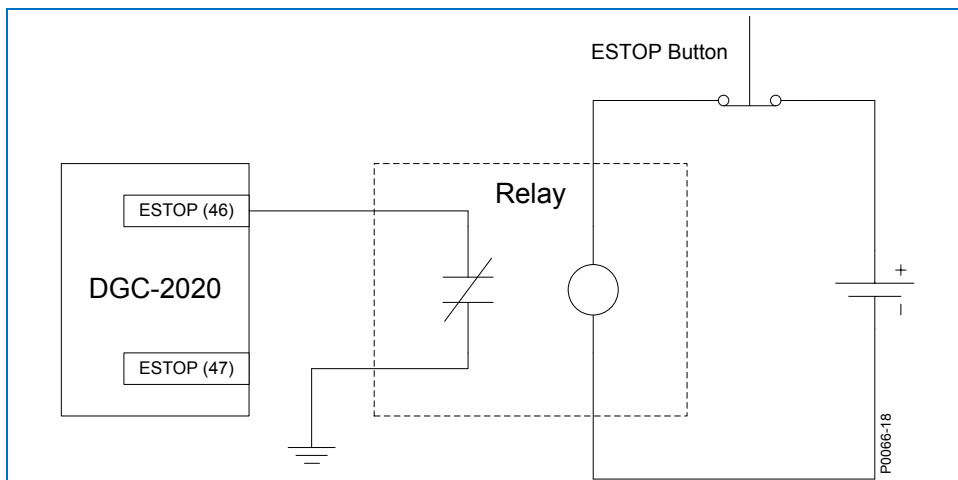 ESTOP Button
Relay
ESTOP (46)
DGC-2020
ESTOP (47)
+
–
P0066-18